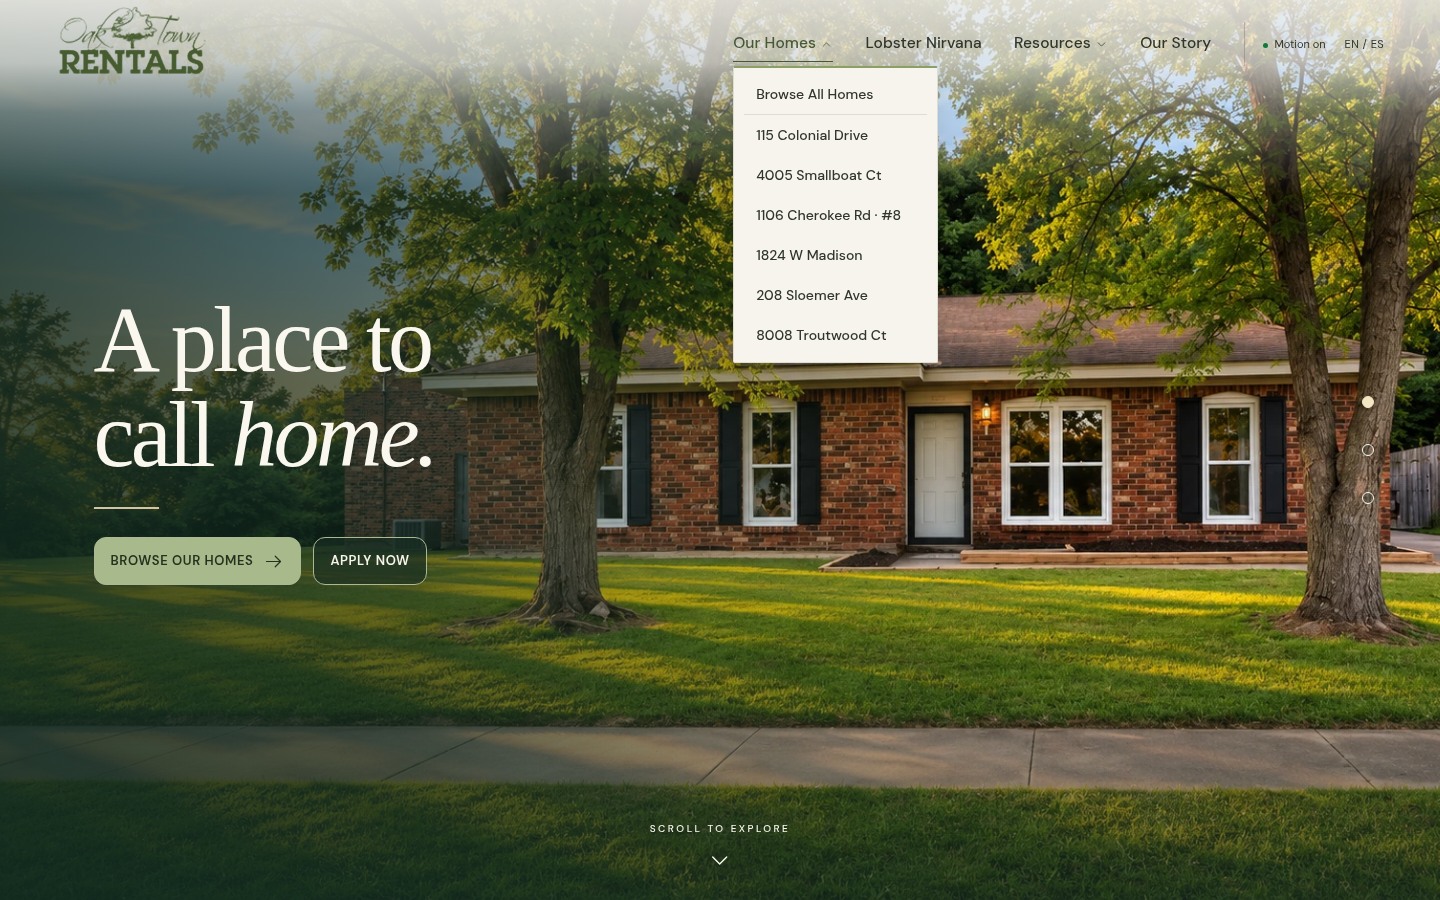 Oak Town
RENTALS
Our Homes
Lobster Nirvana
Resources
Our Story
Motion on
EN / ES
Browse All Homes
115 Colonial Drive
4005 Smallboat Ct
1106 Cherokee Rd · #8
1824 W Madison
208 Sloemer Ave
8008 Troutwood Ct
A place to
call home.
BROWSE OUR HOMES →
APPLY NOW
SCROLL TO EXPLORE